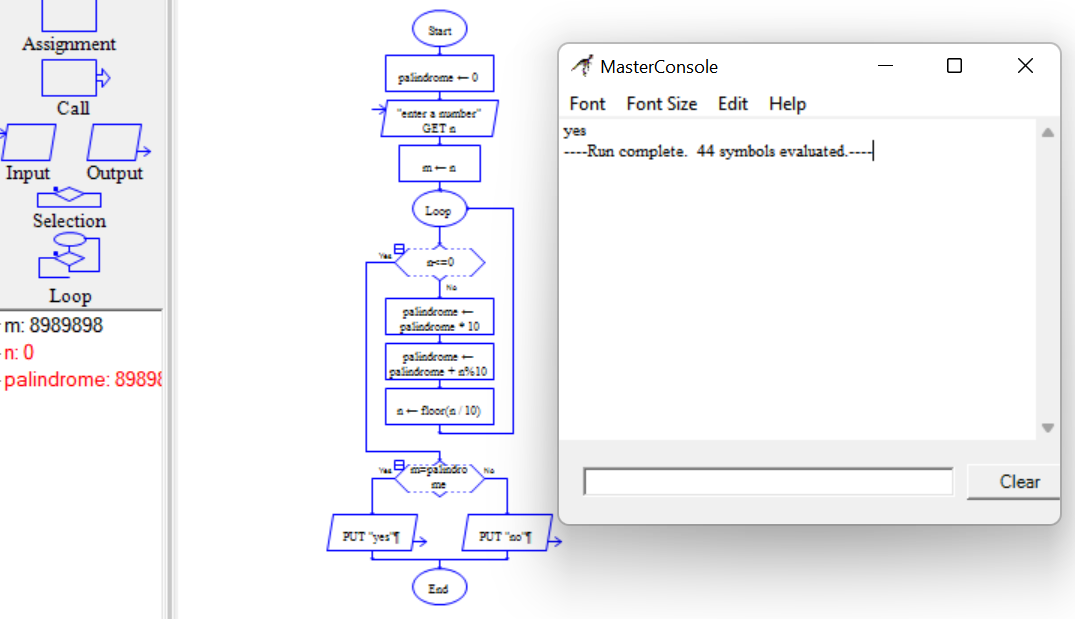 Assignment
Call
Input
Output
Selection
Loop
m: 8989898
n: 0
palindrome: 89898
Start
palindrome ← 0
"enter a number"
GET n
m ← n
Loop
Yes
n<=0
No
palindrome ←
palindrome * 10
palindrome ←
palindrome + n%10
n ← floor(n / 10)
Yes
m=palindro
me
No
PUT "yes"¶
PUT "no"¶
End
MasterConsole
Font Font Size Edit Help
yes
----Run complete. 44 symbols evaluated.----
Clear